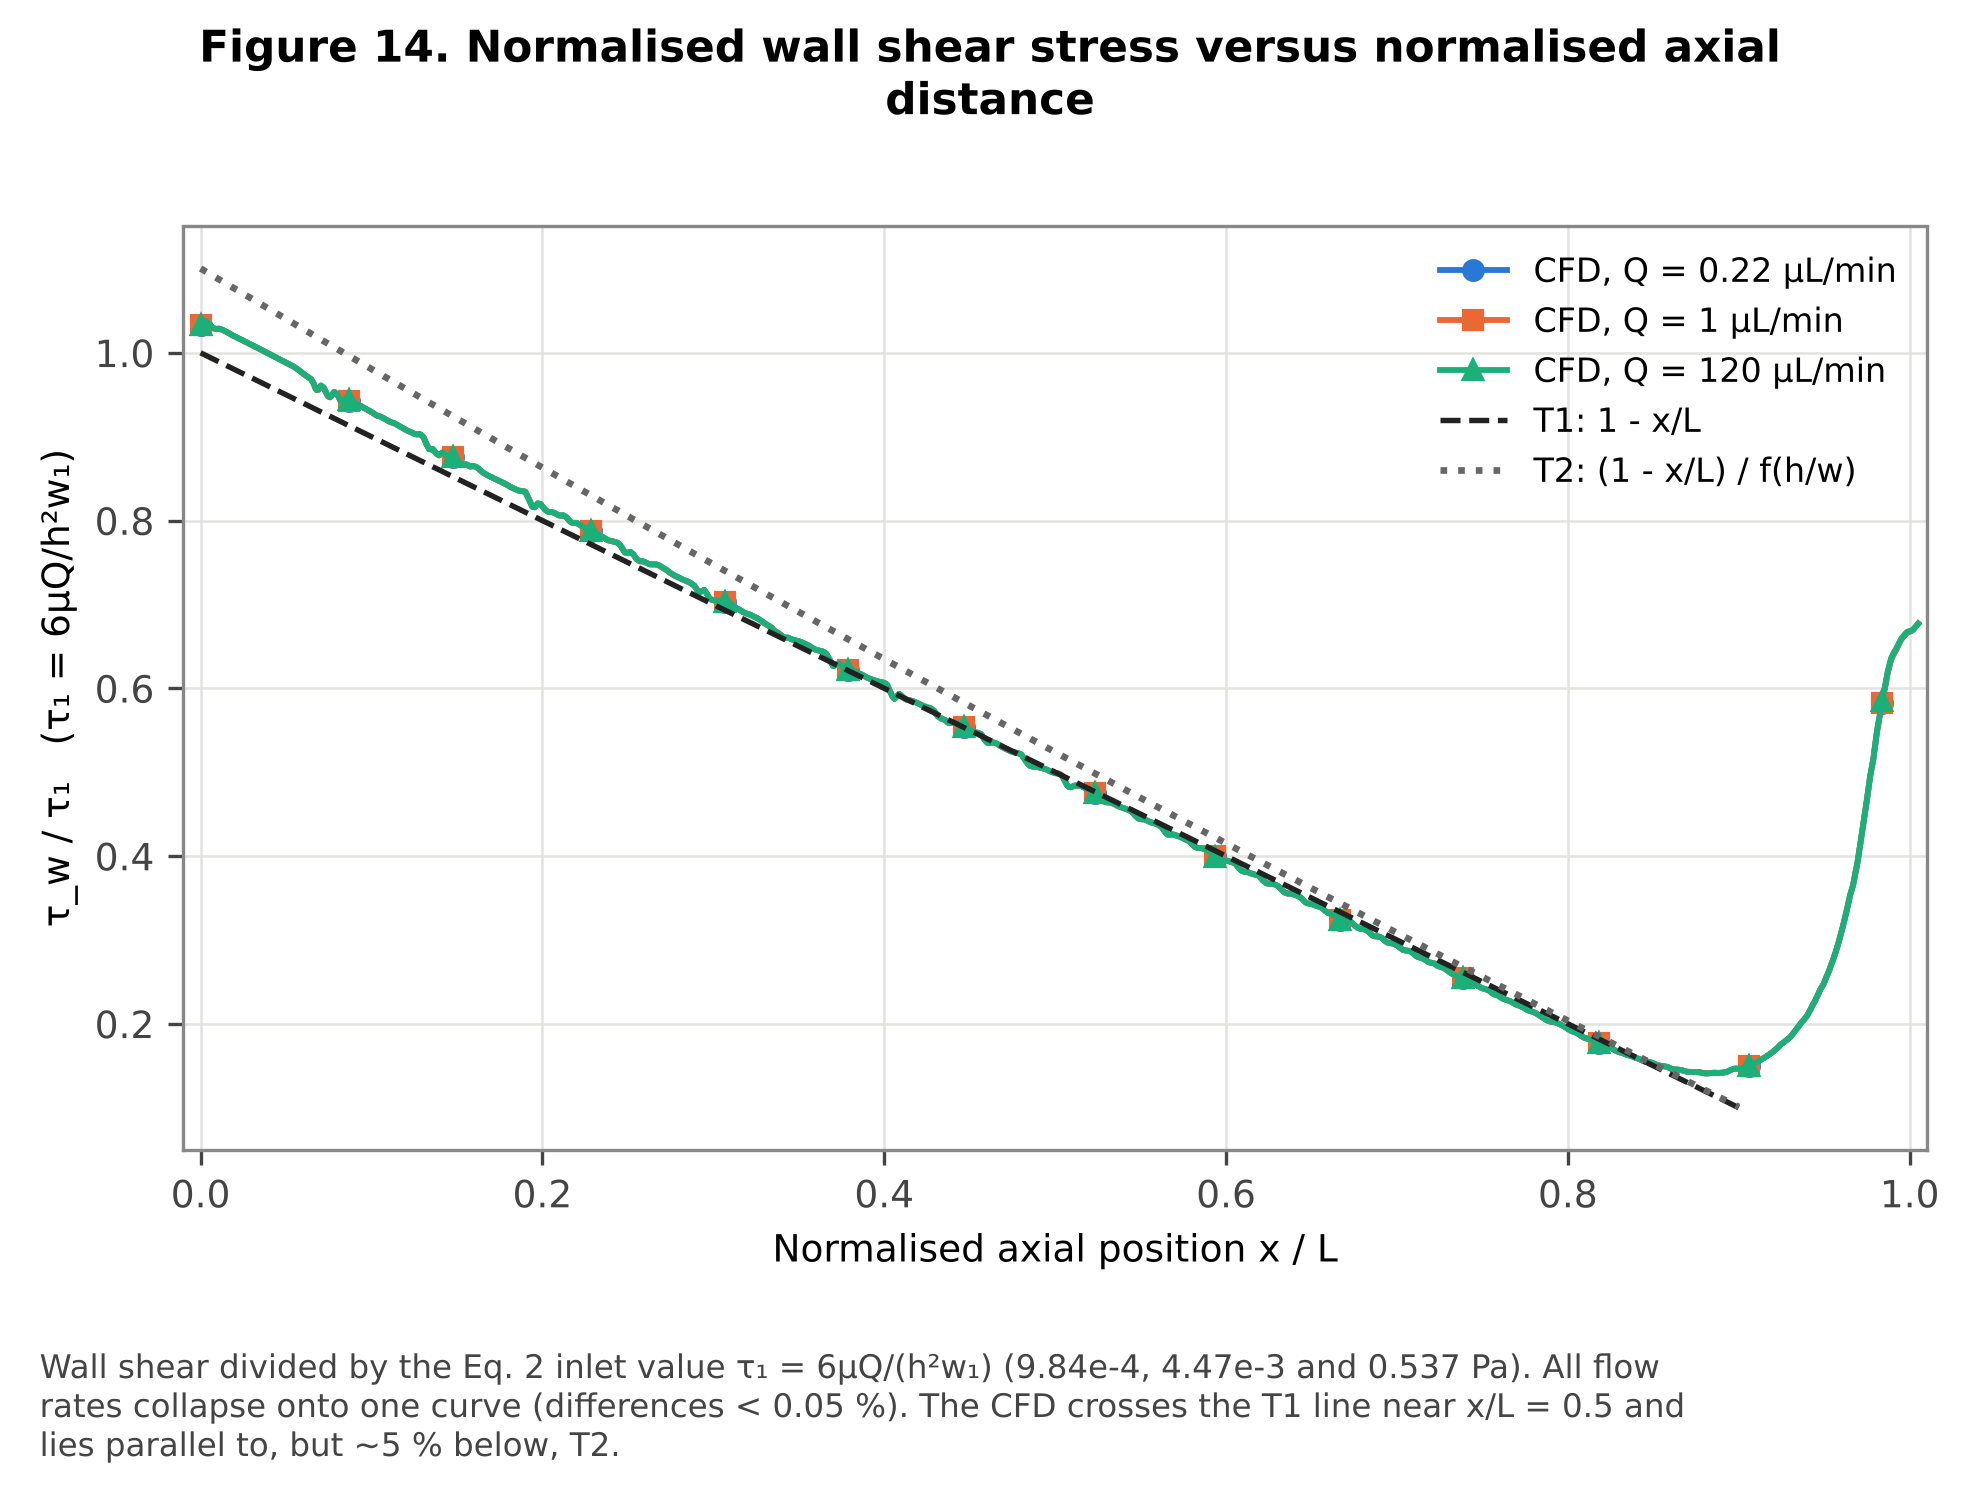 Figure 14. Normalised wall shear stress versus normalised axial
distance
τ_w / τ₁   (τ₁ = 6µQ/h²w₁)
1.0
0.8
0.6
0.4
0.2
CFD, Q = 0.22 µL/min
CFD, Q = 1 µL/min
CFD, Q = 120 µL/min
T1: 1 - x/L
T2: (1 - x/L) / f(h/w)
0.0
0.2
0.4
0.6
0.8
1.0
Normalised axial position x / L
Wall shear divided by the Eq. 2 inlet value τ₁ = 6µQ/(h²w₁) (9.84e-4, 4.47e-3 and 0.537 Pa). All flow
rates collapse onto one curve (differences < 0.05 %). The CFD crosses the T1 line near x/L = 0.5 and
lies parallel to, but ~5 % below, T2.